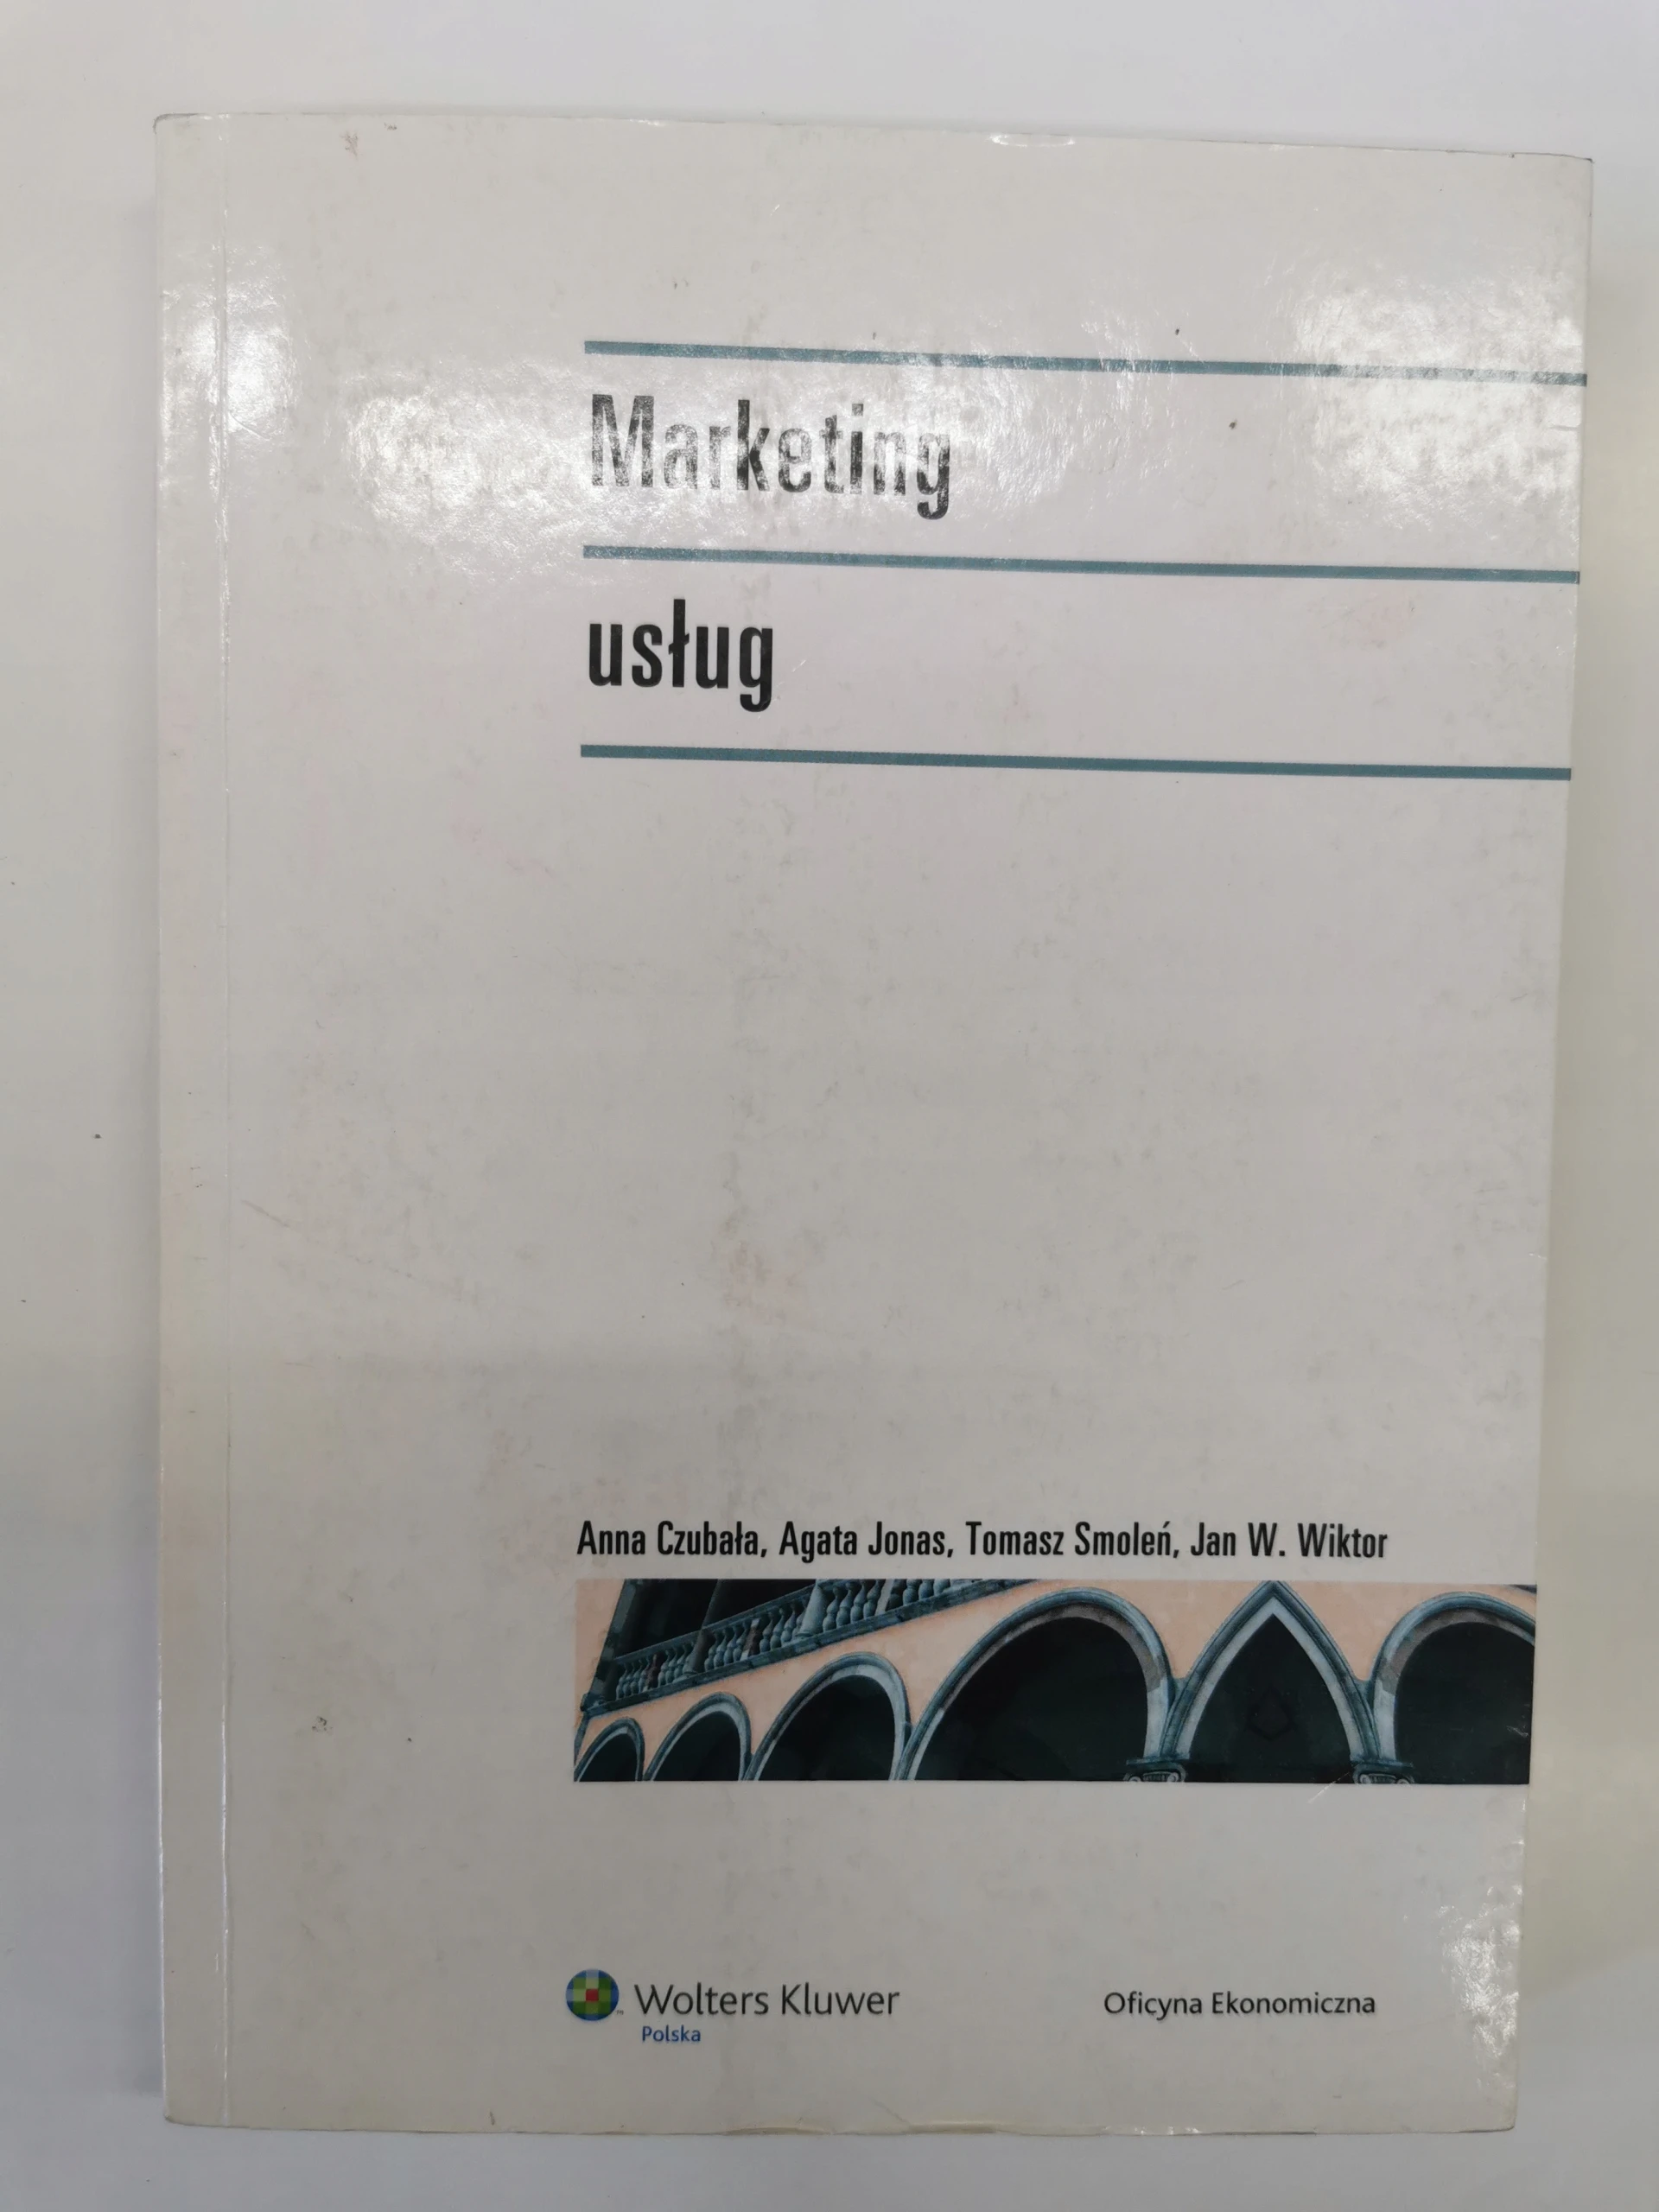 Marketing
usług
Anna Czubała, Agata Jonas, Tomasz Smoleń, Jan W. Wiktor
Wolters Kluwer
Polska
Oficyna Ekonomiczna